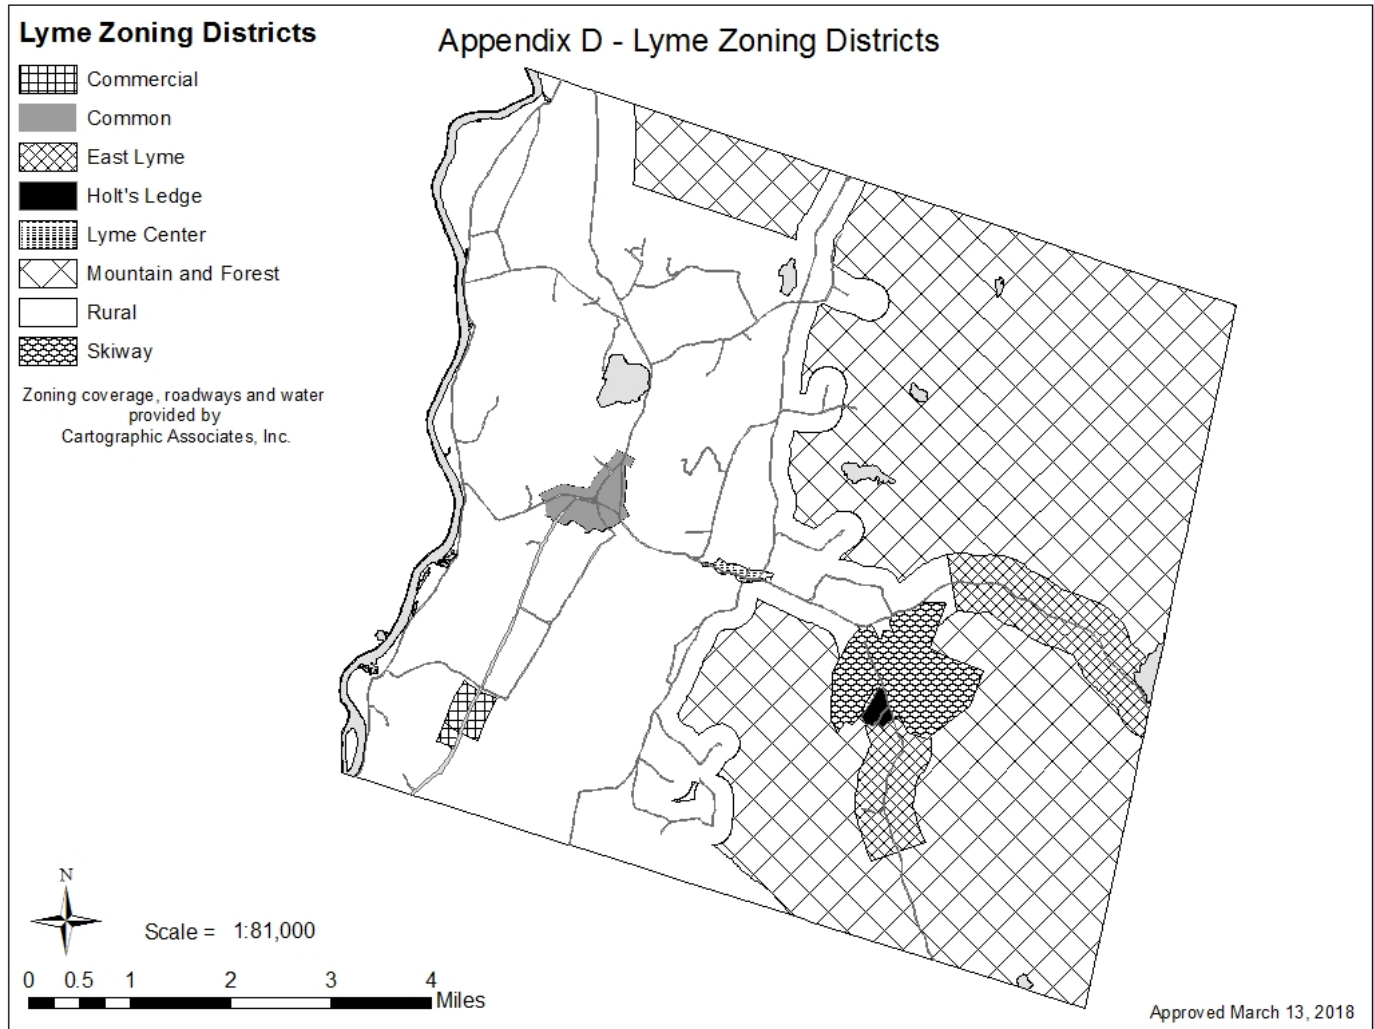 Lyme Zoning Districts
Appendix D - Lyme Zoning Districts
Commercial
Common
East Lyme
Holt's Ledge
Lyme Center
Mountain and Forest
Rural
Skiway
Zoning coverage, roadways and water
provided by
Cartographic Associates, Inc.
N
Scale = 1:81,000
0 0.5 1 2 3 4
Miles
Approved March 13, 2018